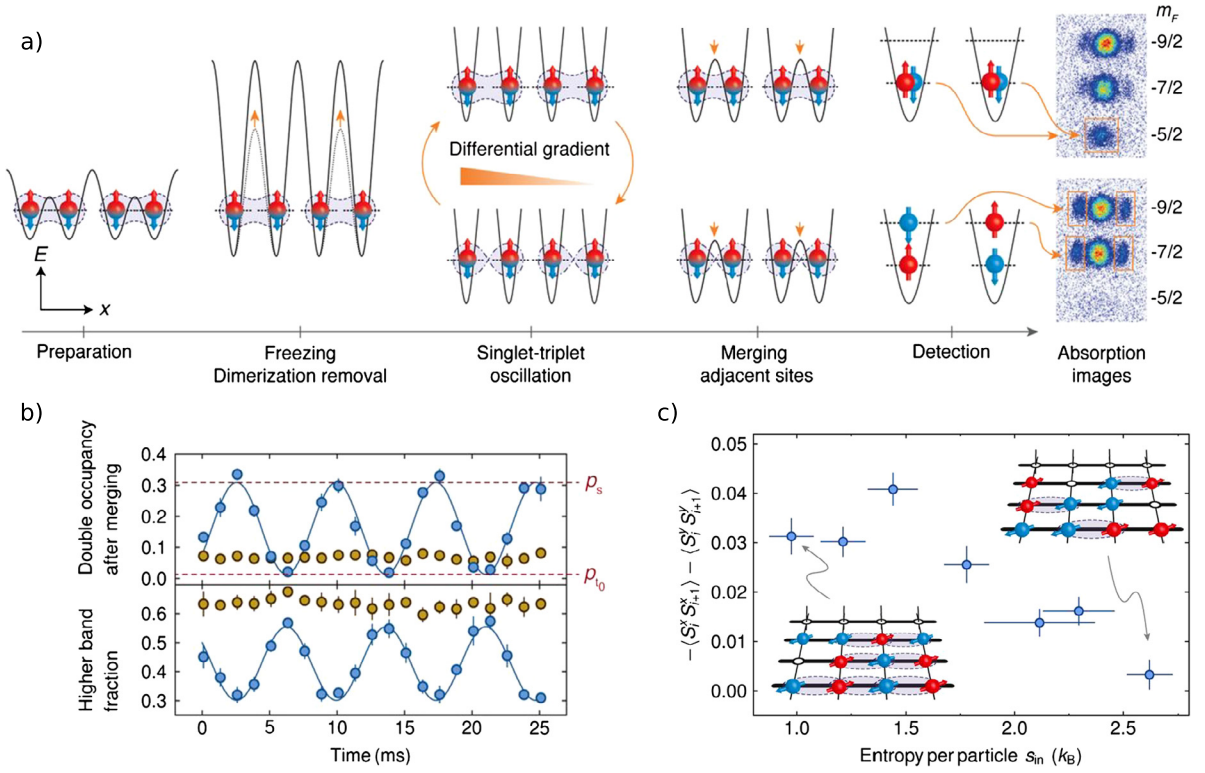 a)
m_F
-9/2
-7/2
-5/2
Differential gradient
-9/2
-7/2
-5/2
E
x
Preparation
Freezing
Dimerization removal
Singlet-triplet
oscillation
Merging
adjacent sites
Detection
Absorption
images
b)
Double occupancy
after merging
0.4
0.3
0.2
0.1
0.0
p_s
p_t₀
Higher band
fraction
0.6
0.5
0.4
0.3
0 5 10 15 20 25
Time (ms)
c)
−⟨S_i^x S_{i+1}^x⟩ − ⟨S_i^y S_{i+1}^y⟩
0.05
0.04
0.03
0.02
0.01
0.00
1.0 1.5 2.0 2.5
Entropy per particle s_in (k_B)